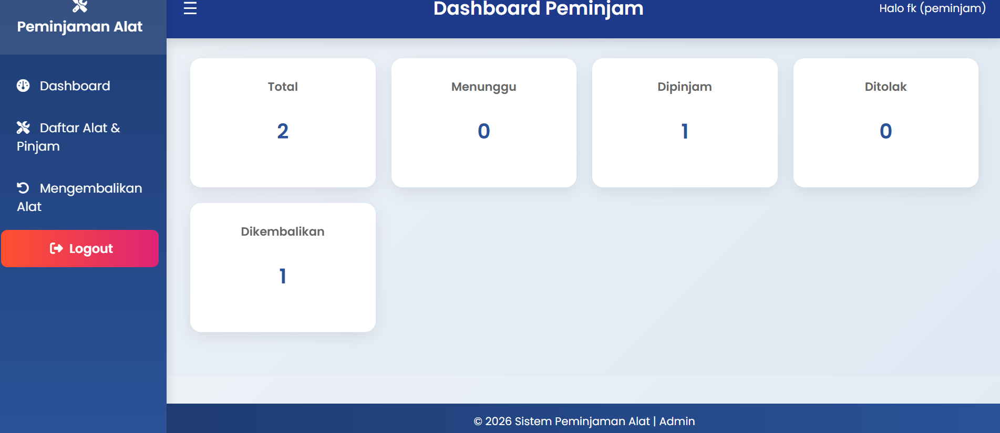 Peminjaman Alat
Dashboard
Daftar Alat &
Pinjam
Mengembalikan
Alat
Logout
Dashboard Peminjam
Halo fk (peminjam)
Total
2
Menunggu
0
Dipinjam
1
Ditolak
0
Dikembalikan
1
© 2026 Sistem Peminjaman Alat | Admin